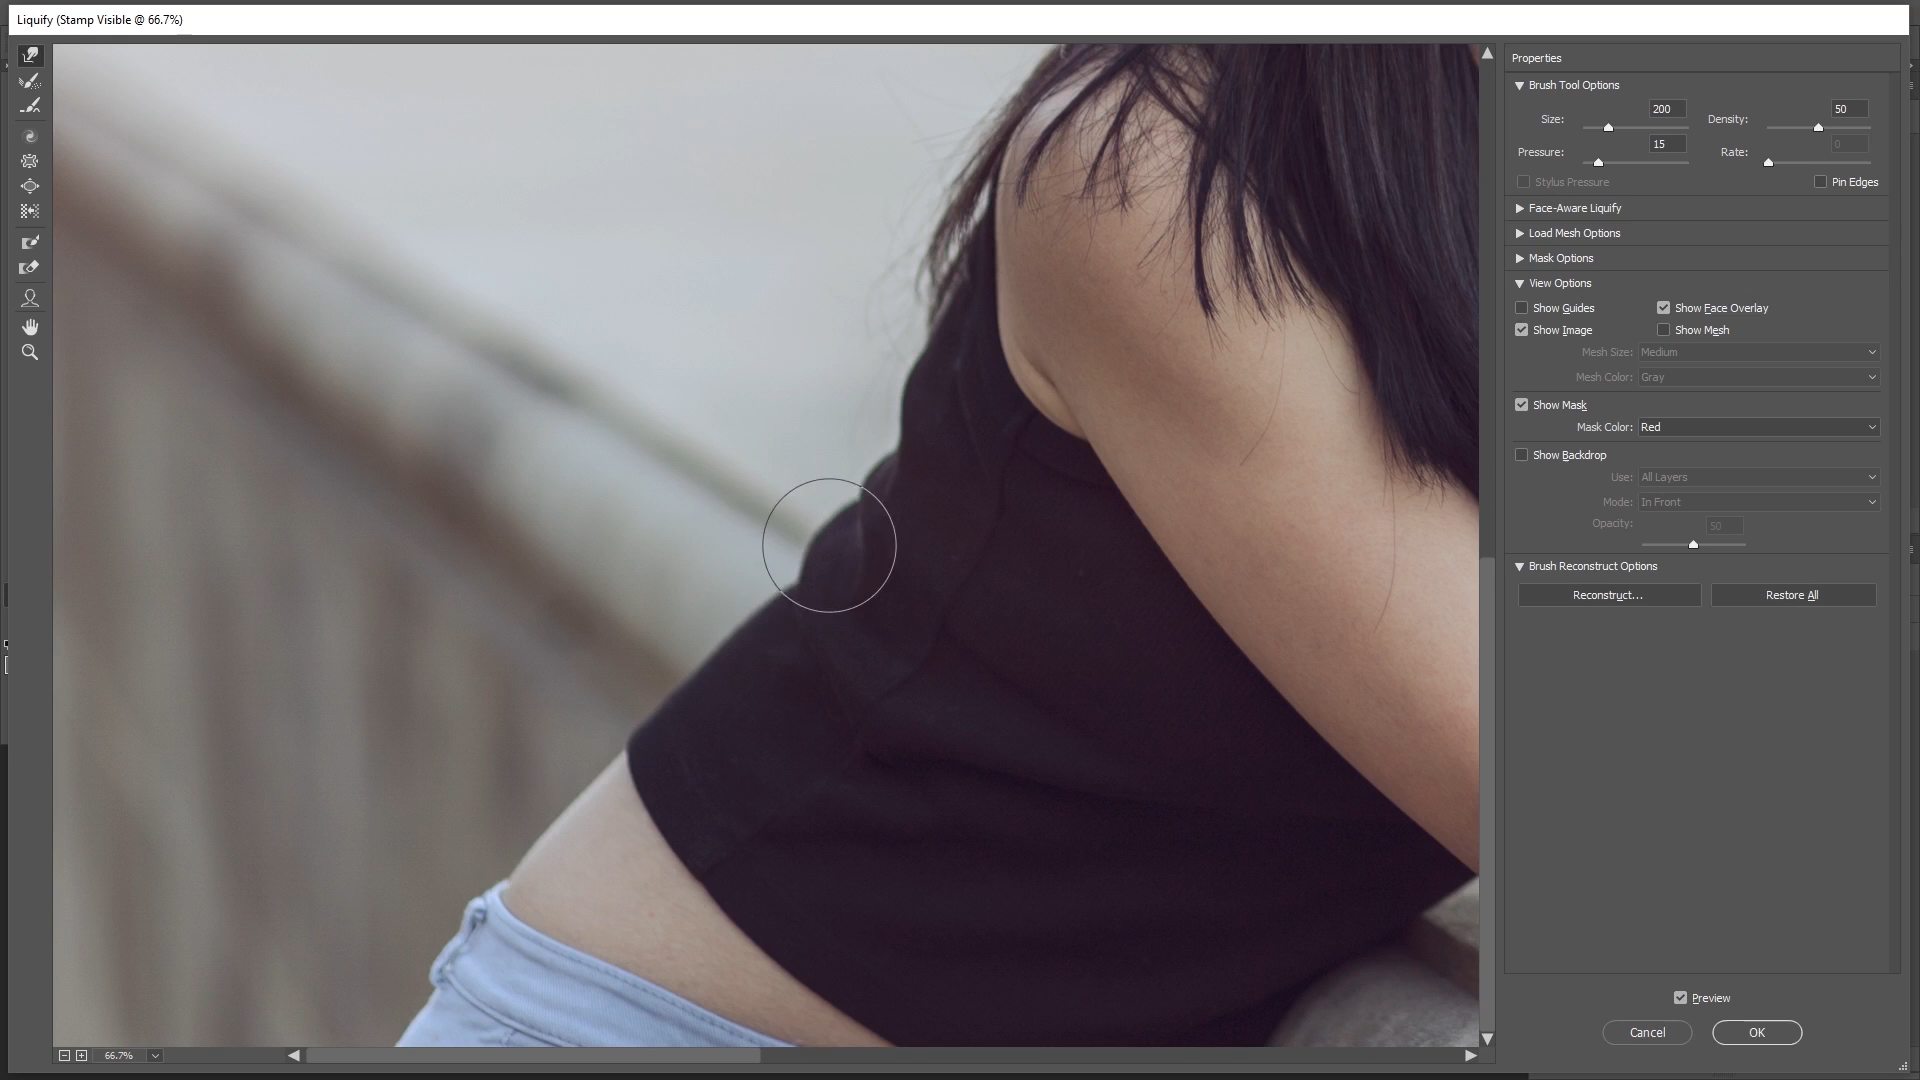 Liquify (Stamp Visible @ 66.7%)
Properties
Brush Tool Options
Size: 200 Density: 50
Pressure: 15 Rate: 0
Stylus Pressure Pin Edges
Face-Aware Liquify
Load Mesh Options
Mask Options
View Options
Show Guides Show Face Overlay
Show Image Show Mesh
Mesh Size: Medium
Mesh Color: Gray
Show Mask
Mask Color: Red
Show Backdrop
Use: All Layers
Mode: In Front
Opacity: 50
Brush Reconstruct Options
Reconstruct... Restore All
Preview
Cancel OK
66.7%